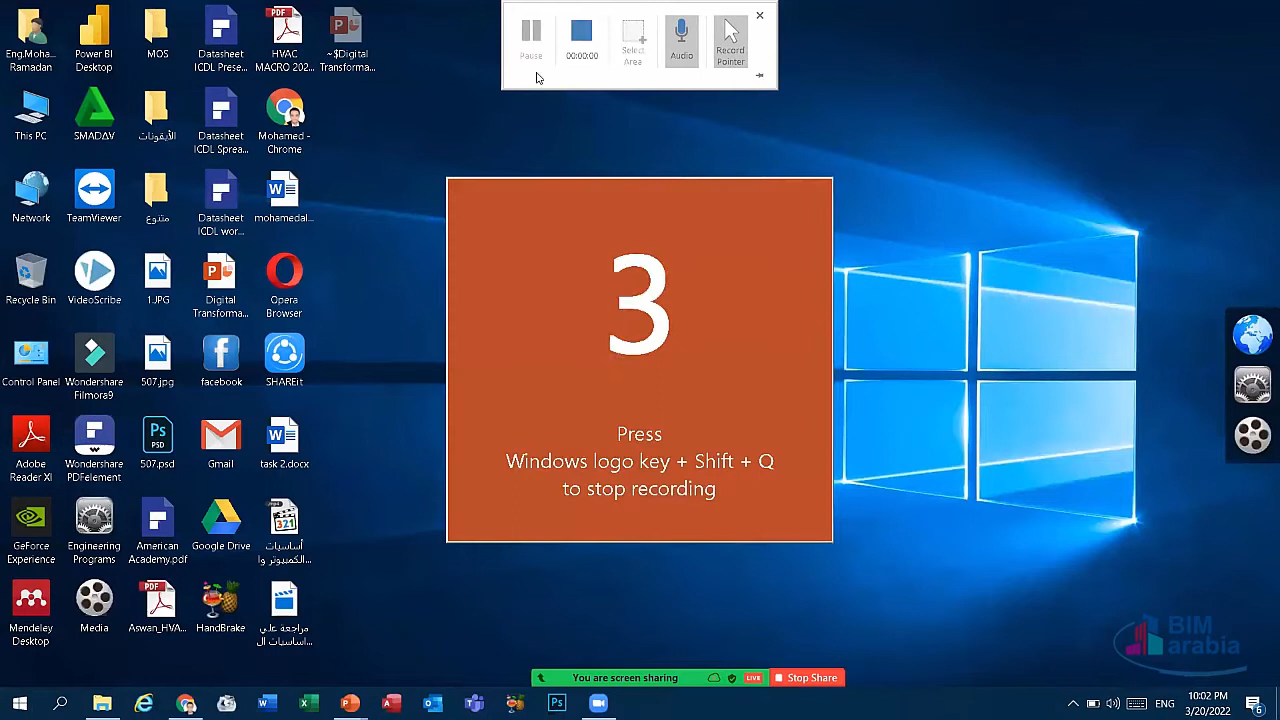 Pause
00:00:00
Select
Area
Audio
Record
Pointer
Eng.Moha...
Ramadan
Power BI
Desktop
MOS
Datasheet
ICDL Prese...
HVAC
MACRO 202...
~$Digital
Transforma...
This PC
SMADΔV
الأيقونات
Datasheet
ICDL Sprea...
Mohamed -
Chrome
Network
TeamViewer
متنوع
Datasheet
ICDL wor...
mohamedal...
Recycle Bin
VideoScribe
1.JPG
Digital
Transforma...
Opera
Browser
Control Panel
Wondershare
Filmora9
507.jpg
facebook
SHAREit
Adobe
Reader XI
Wondershare
PDFelement
507.psd
Gmail
task 2.docx
GeForce
Experience
Engineering
Programs
American
Academy.pdf
Google Drive
أساسيات
الكمبيوتر وا...
Mendeley
Desktop
Media
Aswan_HVA...
HandBrake
مراجعة علي
اساسيات ال...
3
Press
Windows logo key + Shift + Q
to stop recording
BIM
arabia
You are screen sharing
LIVE
Stop Share
ENG
10:02 PM
3/20/2022
6